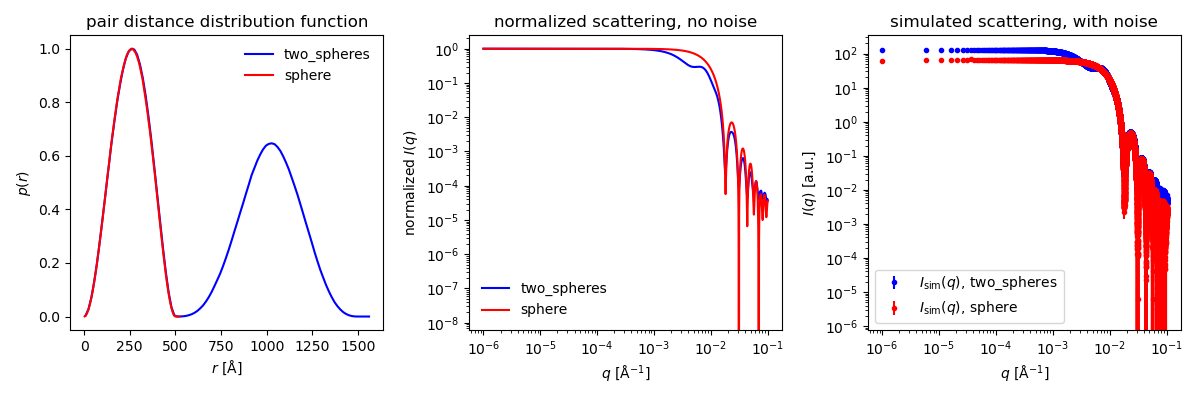 pair distance distribution function
p(r)
1.0
0.8
0.6
0.4
0.2
0.0
two_spheres
sphere
0 250 500 750 1000 1250 1500
r [Å]
normalized scattering, no noise
normalized I(q)
10⁰
10⁻¹
10⁻²
10⁻³
10⁻⁴
10⁻⁵
10⁻⁶
10⁻⁷
10⁻⁸
two_spheres
sphere
10⁻⁶ 10⁻⁵ 10⁻⁴ 10⁻³ 10⁻² 10⁻¹
q [Å⁻¹]
simulated scattering, with noise
I(q) [a.u.]
10²
10¹
10⁰
10⁻¹
10⁻²
10⁻³
10⁻⁴
10⁻⁵
10⁻⁶
I_sim(q), two_spheres
I_sim(q), sphere
10⁻⁶ 10⁻⁵ 10⁻⁴ 10⁻³ 10⁻² 10⁻¹
q [Å⁻¹]